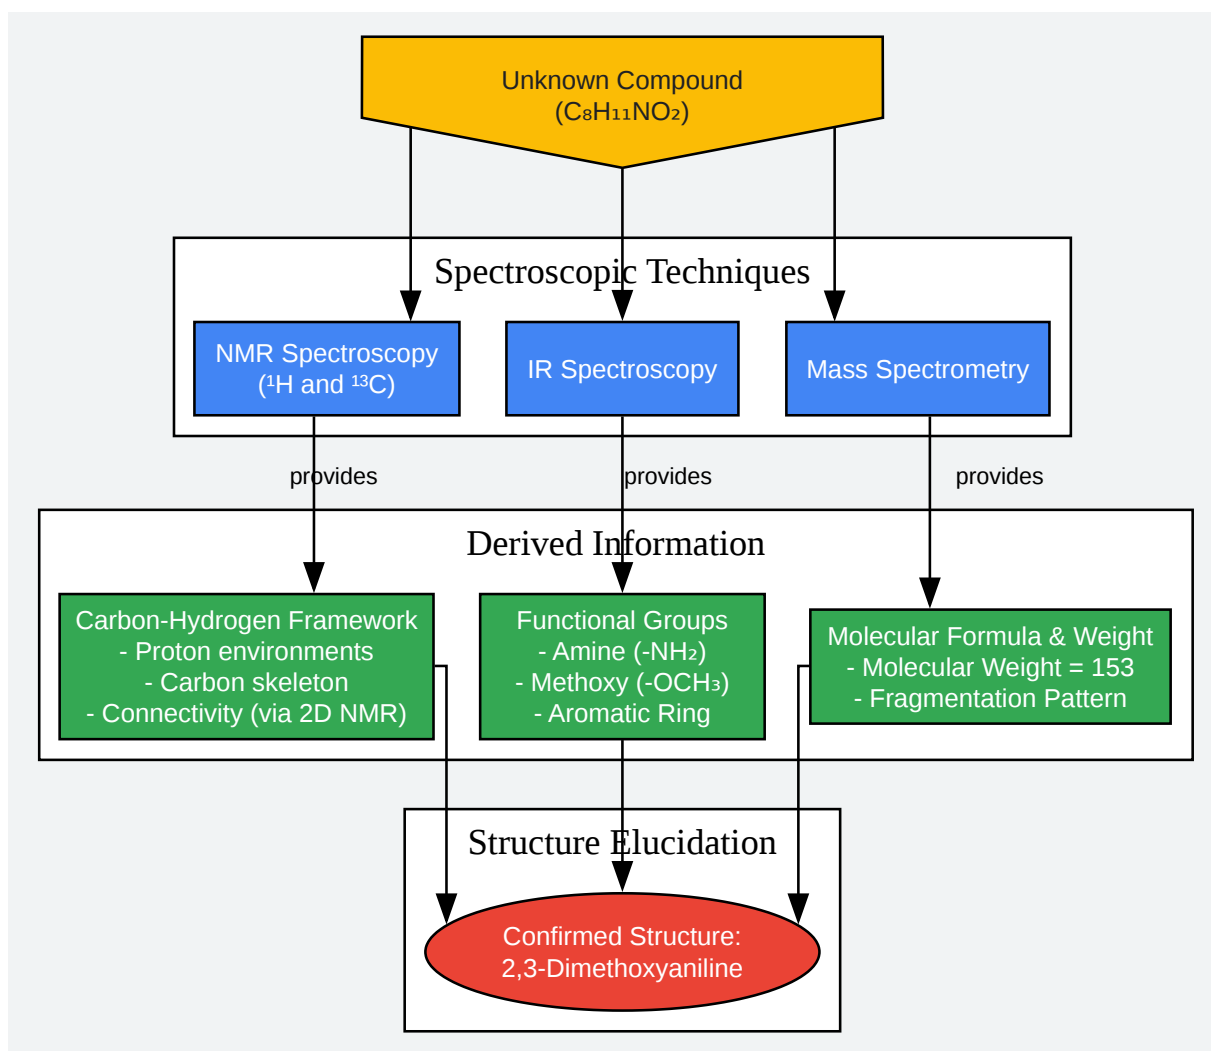 Unknown Compound
(C₈H₁₁NO₂)
Spectroscopic Techniques
NMR Spectroscopy
(¹H and ¹³C)
IR Spectroscopy
Mass Spectrometry
provides
provides
provides
Derived Information
Carbon-Hydrogen Framework
- Proton environments
- Carbon skeleton
- Connectivity (via 2D NMR)
Functional Groups
- Amine (-NH₂)
- Methoxy (-OCH₃)
- Aromatic Ring
Molecular Formula & Weight
- Molecular Weight = 153
- Fragmentation Pattern
Structure Elucidation
Confirmed Structure:
2,3-Dimethoxyaniline